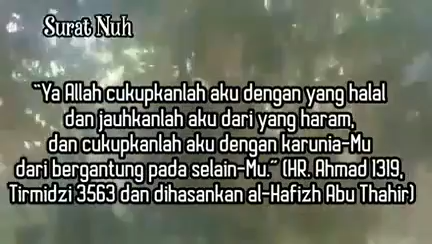 Surat Nuh
"Ya Allah cukupkanlah aku dengan yang halal
dan jauhkanlah aku dari yang haram,
dan cukupkanlah aku dengan karunia-Mu
dari bergantung pada selain-Mu." (HR. Ahmad 1319,
Tirmidzi 3563 dan dihasankan al-Hafizh Abu Thahir)